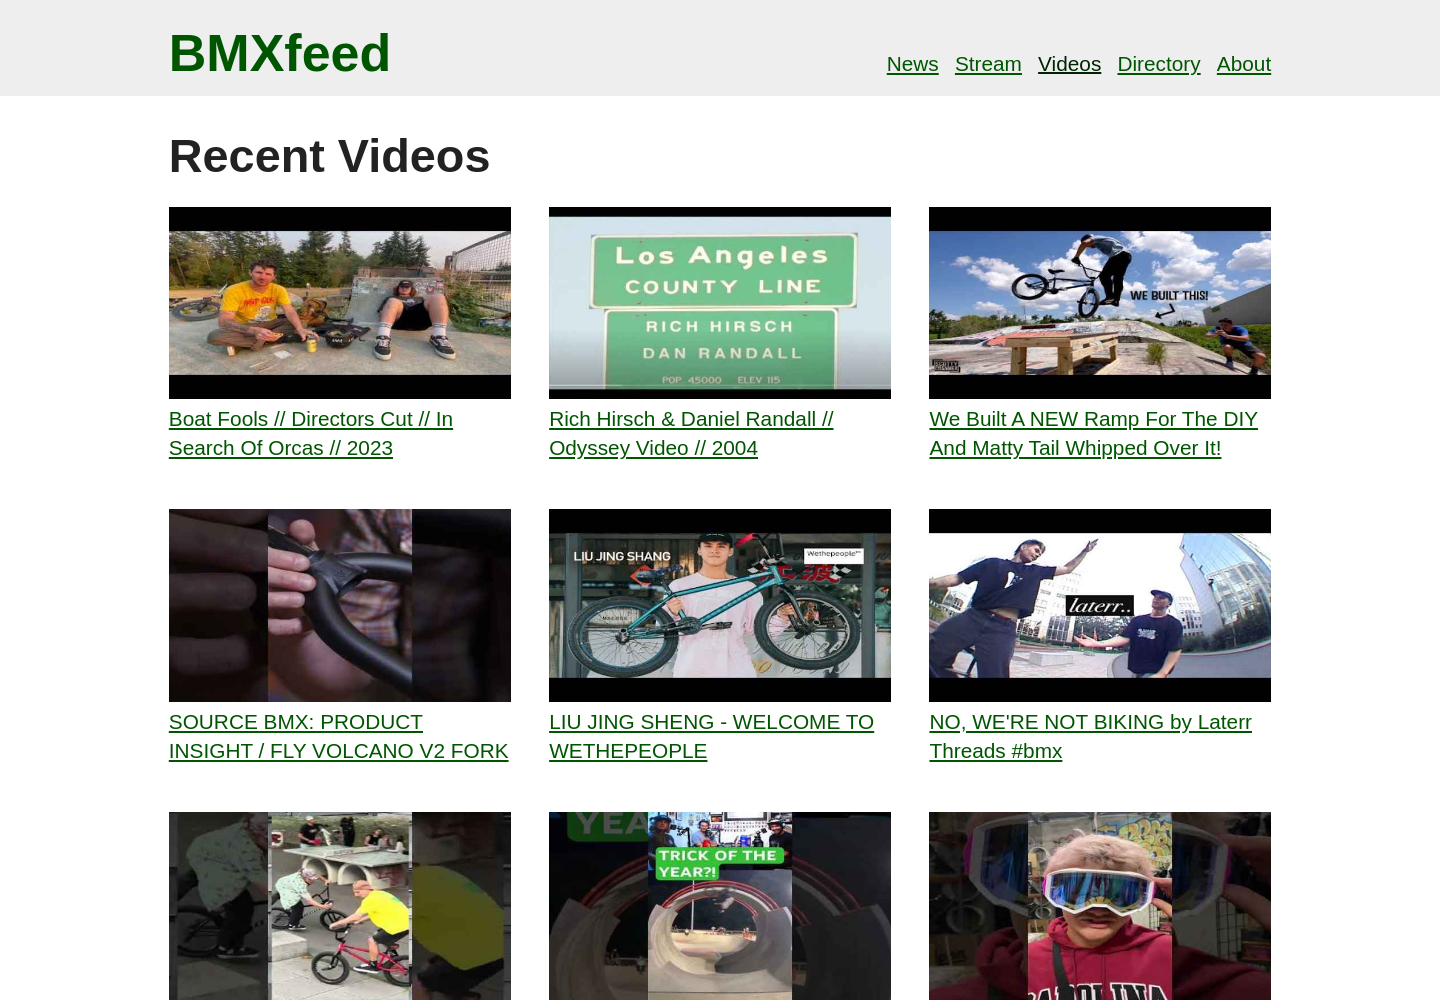 BMXfeed
News Stream Videos Directory About
Recent Videos
Los Angeles
COUNTY LINE
RICH HIRSCH
DAN RANDALL
POP 45000 ELEV 115
WE BUILT THIS!
Boat Fools // Directors Cut // In
Search Of Orcas // 2023
Rich Hirsch & Daniel Randall //
Odyssey Video // 2004
We Built A NEW Ramp For The DIY
And Matty Tail Whipped Over It!
LIU JING SHANG
Wethepeople
laterr..
SOURCE BMX: PRODUCT
INSIGHT / FLY VOLCANO V2 FORK
LIU JING SHENG - WELCOME TO
WETHEPEOPLE
NO, WE'RE NOT BIKING by Laterr
Threads #bmx
YEA
TRICK OF THE
YEAR?!
CAROLINA